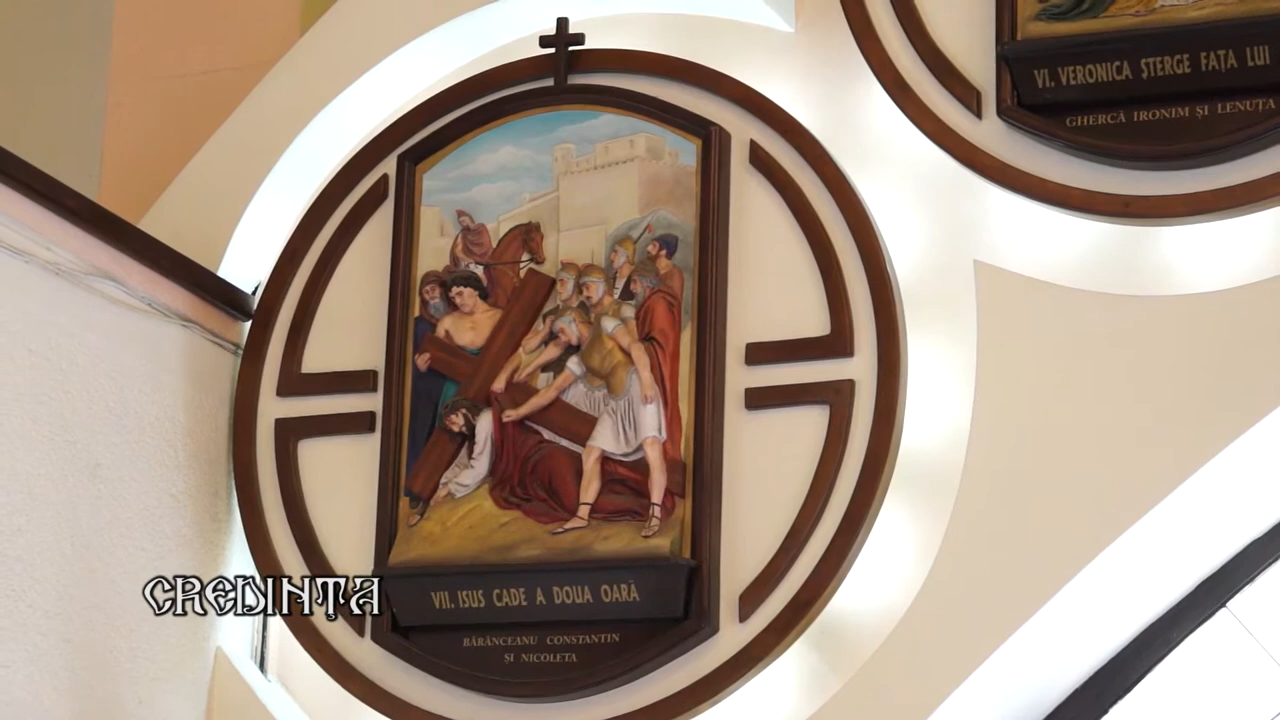 VI. VERONICA ȘTERGE FAȚA LUI
GHERCĂ IRONIM ȘI LENUȚA
VII. ISUS CADE A DOUA OARĂ
BĂRĂNCEANU CONSTANTIN
ȘI NICOLETA
CREDINȚA